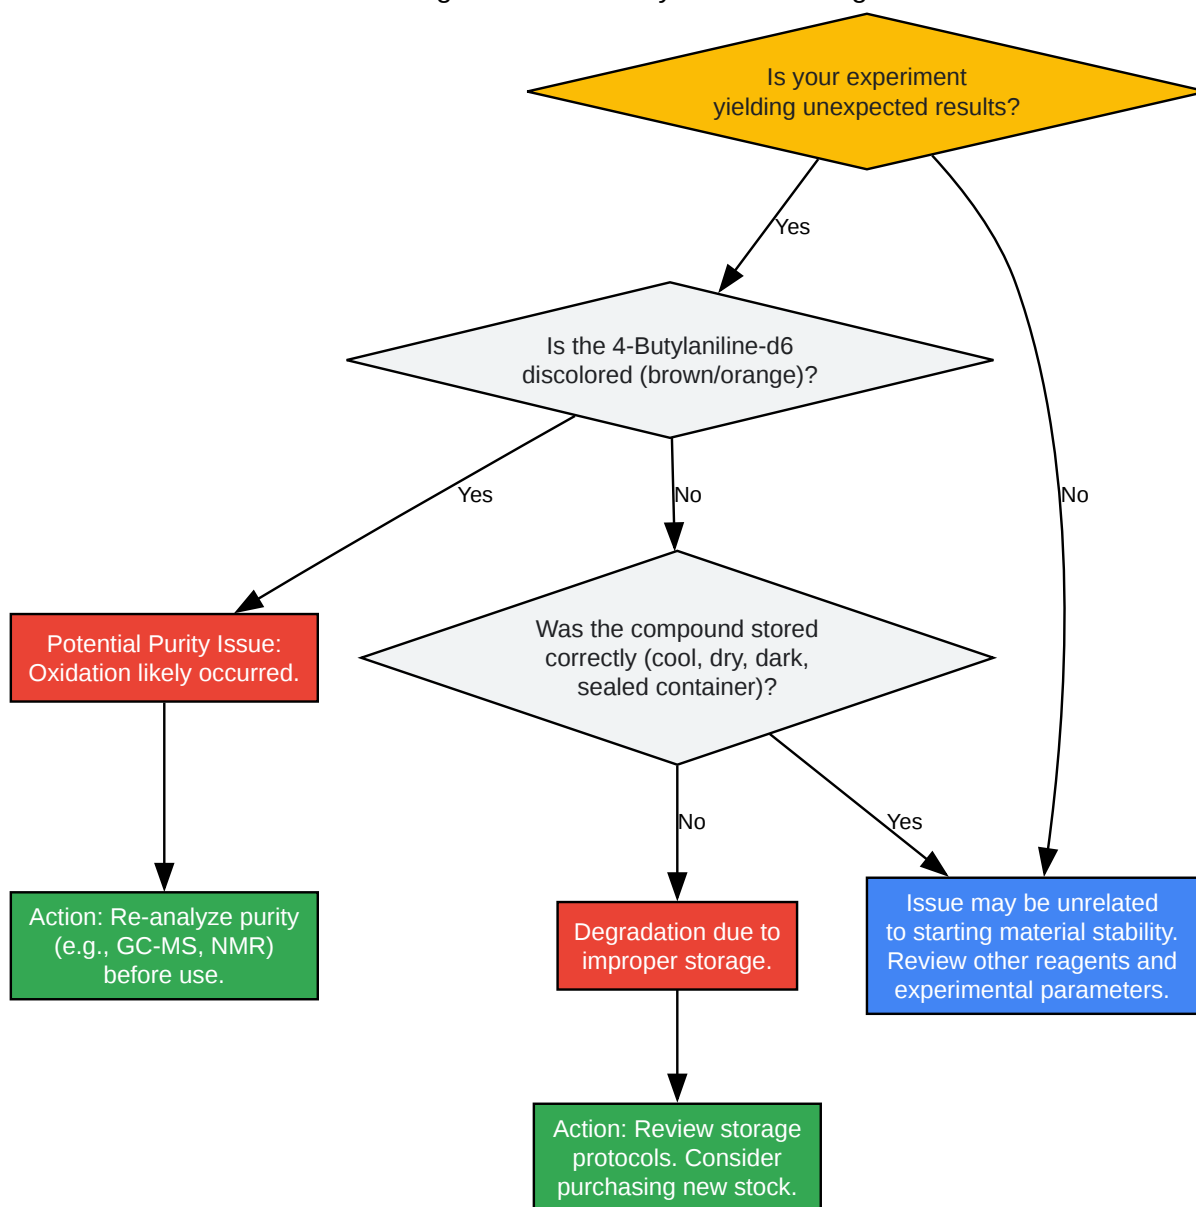 Is your experiment
yielding unexpected results?
Yes
Is the 4-Butylaniline-d6
discolored (brown/orange)?
Yes
No
No
Potential Purity Issue:
Oxidation likely occurred.
Was the compound stored
correctly (cool, dry, dark,
sealed container)?
No
Yes
Action: Re-analyze purity
(e.g., GC-MS, NMR)
before use.
Degradation due to
improper storage.
Issue may be unrelated
to starting material stability.
Review other reagents and
experimental parameters.
Action: Review storage
protocols. Consider
purchasing new stock.